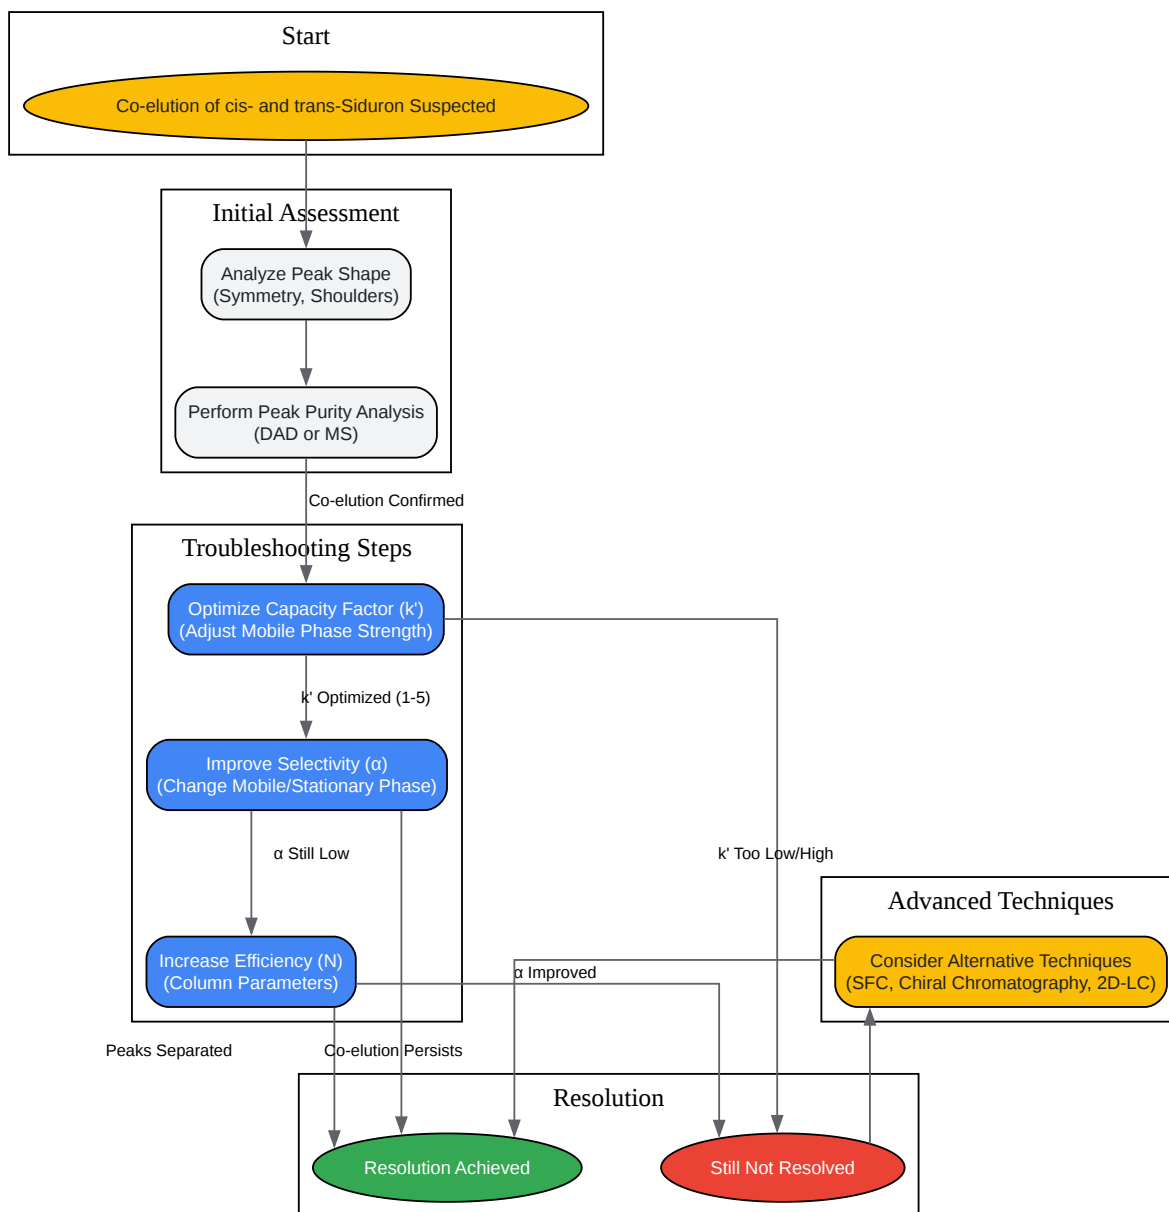 Start
Co-elution of cis- and trans-Siduron Suspected
Initial Assessment
Analyze Peak Shape
(Symmetry, Shoulders)
Perform Peak Purity Analysis
(DAD or MS)
Co-elution Confirmed
Troubleshooting Steps
Optimize Capacity Factor (k')
(Adjust Mobile Phase Strength)
k' Optimized (1-5)
Improve Selectivity (α)
(Change Mobile/Stationary Phase)
α Still Low
k' Too Low/High
Advanced Techniques
Increase Efficiency (N)
(Column Parameters)
α Improved
Consider Alternative Techniques
(SFC, Chiral Chromatography, 2D-LC)
Peaks Separated
Co-elution Persists
Resolution
Resolution Achieved
Still Not Resolved